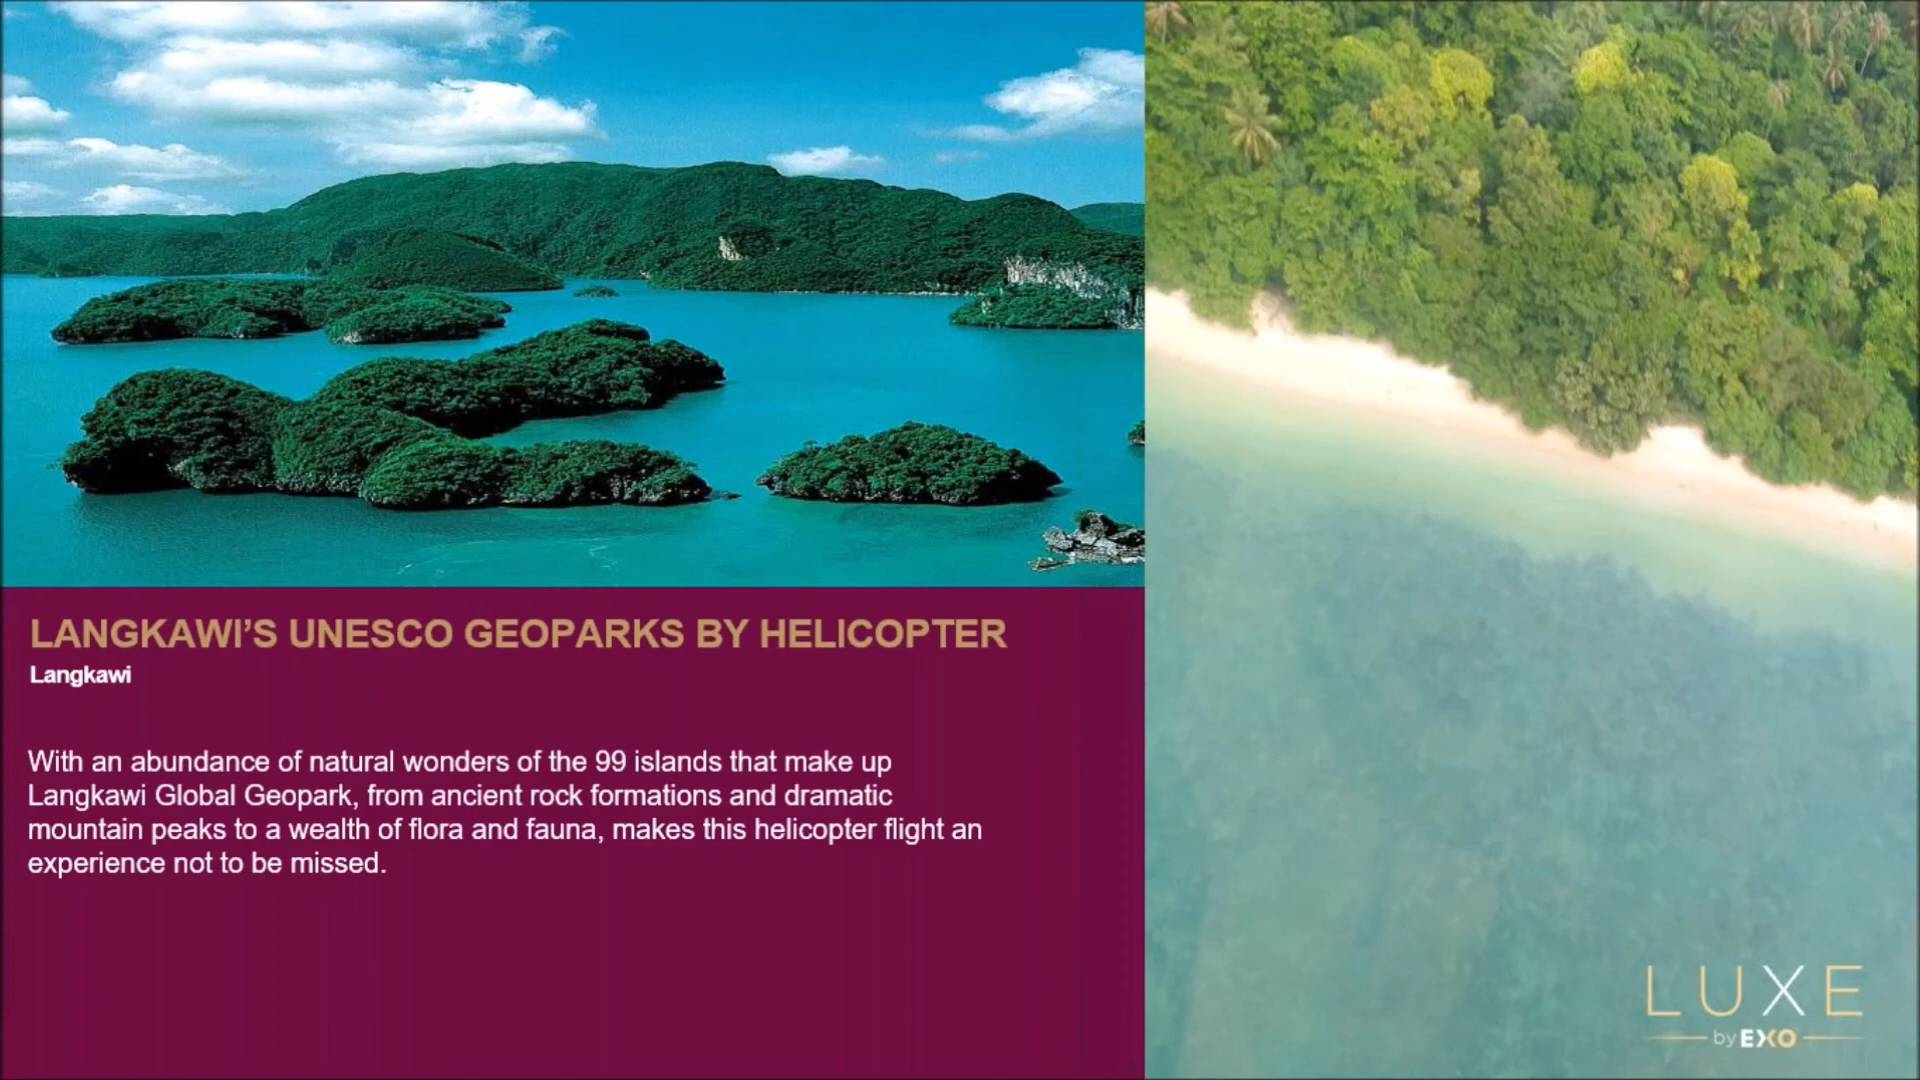 LANGKAWI’S UNESCO GEOPARKS BY HELICOPTER
Langkawi
With an abundance of natural wonders of the 99 islands that make up
Langkawi Global Geopark, from ancient rock formations and dramatic
mountain peaks to a wealth of flora and fauna, makes this helicopter flight an
experience not to be missed.
LUXE
by EXO